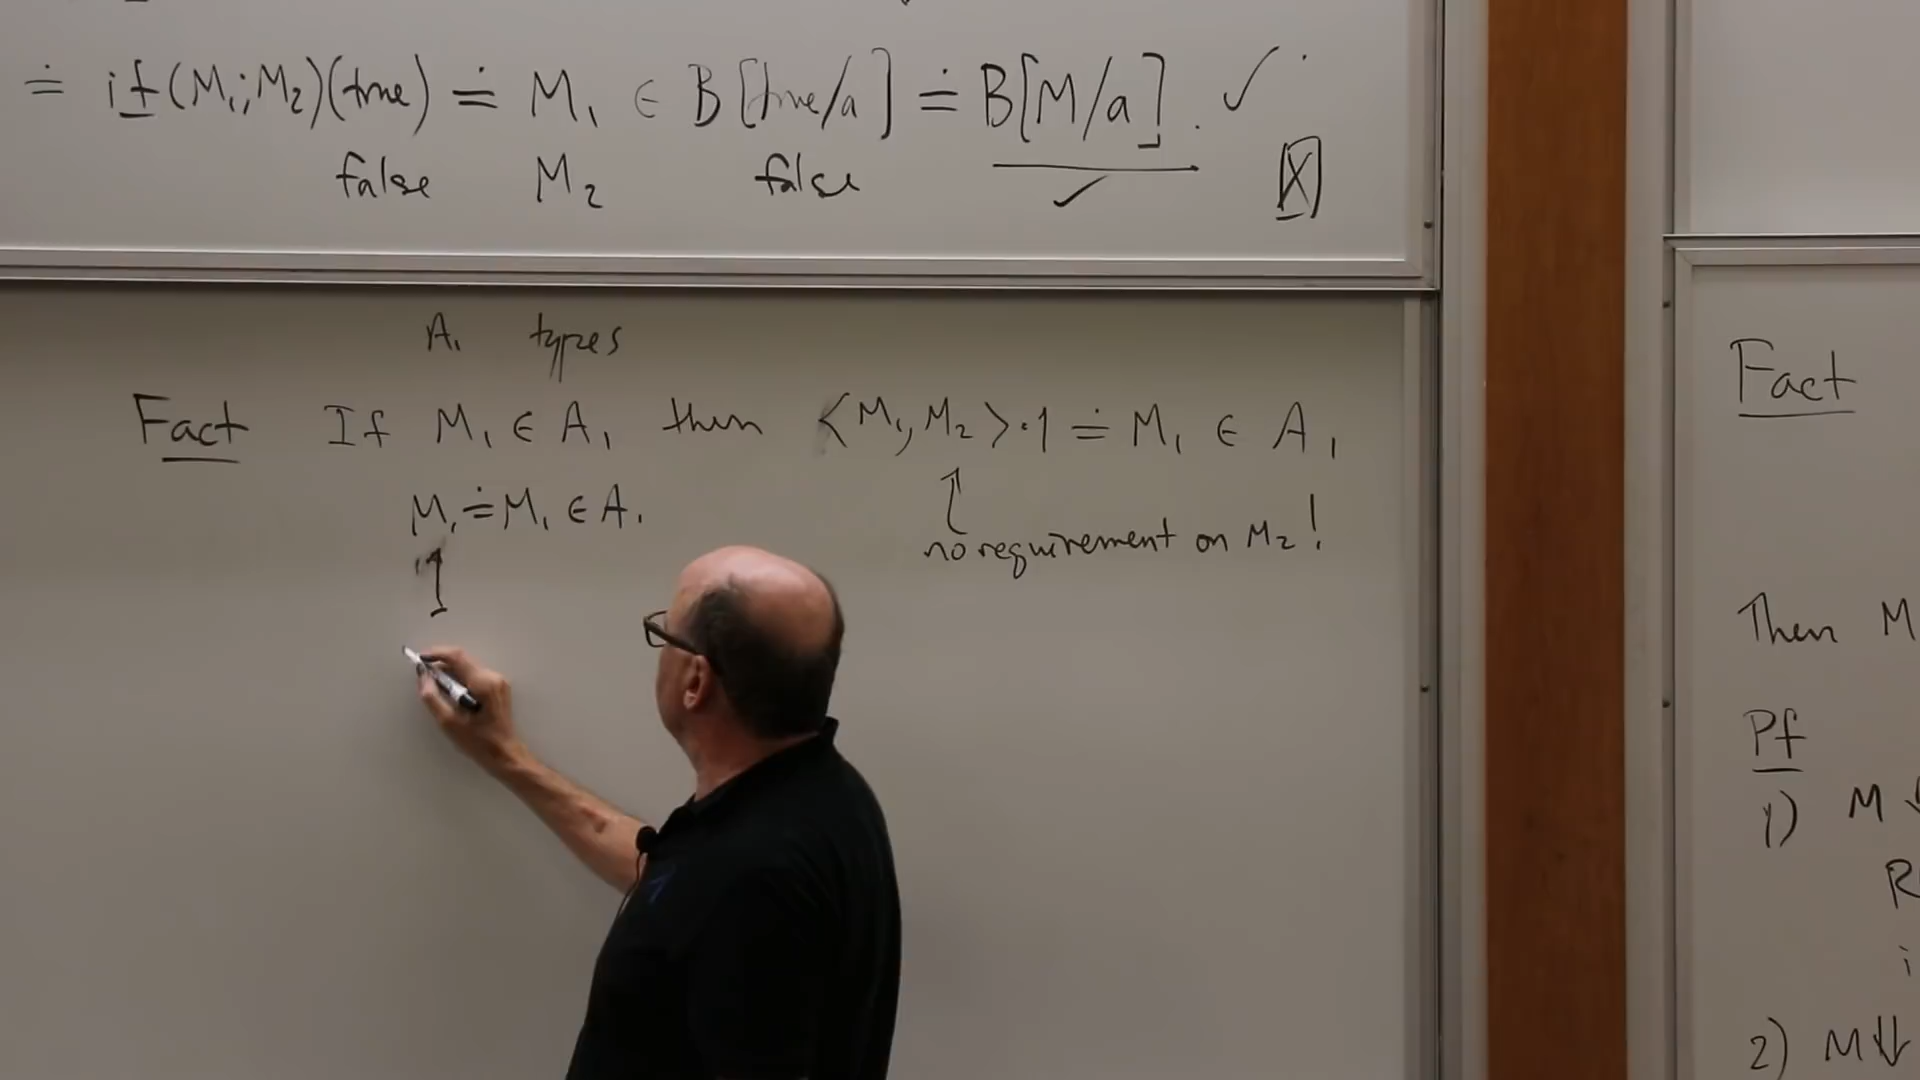 ≐ if(M₁;M₂)(true) ≐ M₁ ∈ B[true/a] ≐ B[M/a]. ✓
false M₂ false ✓
A₁ types
Fact If M₁ ∈ A₁ then <M₁,M₂>·1 ≐ M₁ ∈ A₁
M₁ ≐ M₁ ∈ A₁
no requirement on M₂!
Fact
Then M
Pf
1) M ↓
i
2) M⇓